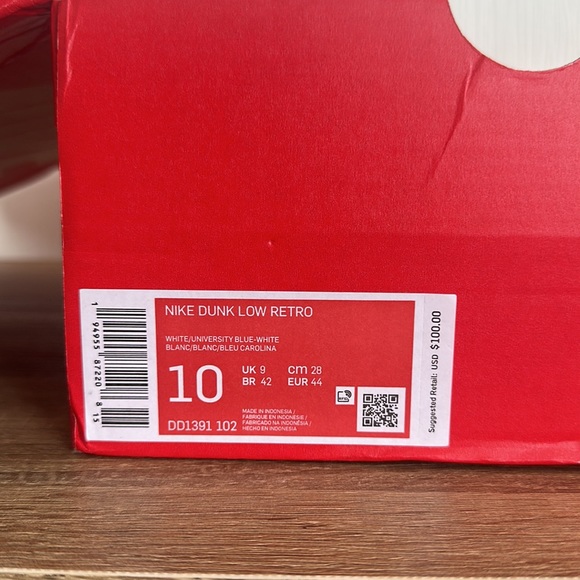 NIKE DUNK LOW RETRO
WHITE/UNIVERSITY BLUE-WHITE
BLANC/BLANC/BLEU CAROLINA
10
UK 9 cm 28
BR 42 EUR 44
MADE IN INDONESIA /
FABRIQUE EN INDONESIE /
FABRICADO NA INDONÉSIA /
HECHO EN INDONESIA
DD1391 102
1 94955 87220 8 15
Suggested Retail: USD $100.00